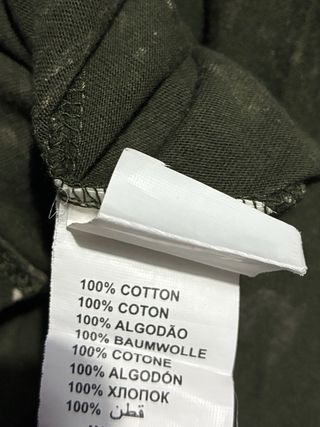 100% COTTON
100% COTON
100% ALGODÃO
100% BAUMWOLLE
100% COTONE
100% ALGODÓN
100% ХЛОПОК
100% قطن